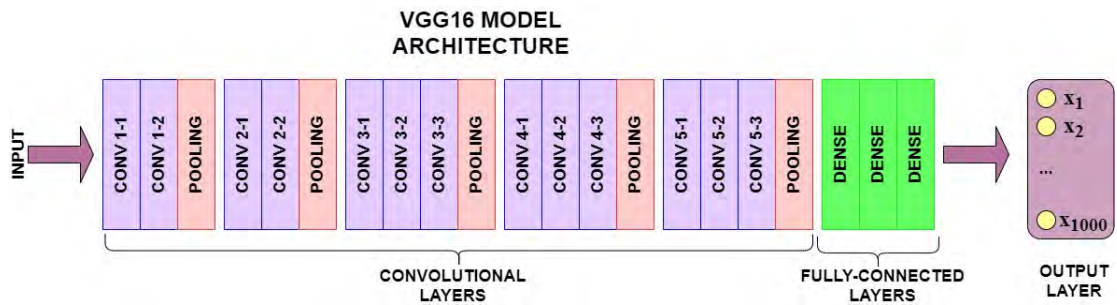 VGG16 MODEL
ARCHITECTURE
INPUT
CONV 1-1
CONV 1-2
POOLING
CONV 2-1
CONV 2-2
POOLING
CONV 3-1
CONV 3-2
CONV 3-3
POOLING
CONV 4-1
CONV 4-2
CONV 4-3
POOLING
CONV 5-1
CONV 5-2
CONV 5-3
POOLING
DENSE
DENSE
DENSE
x1
x2
...
x1000
CONVOLUTIONAL
LAYERS
FULLY-CONNECTED
LAYERS
OUTPUT
LAYER